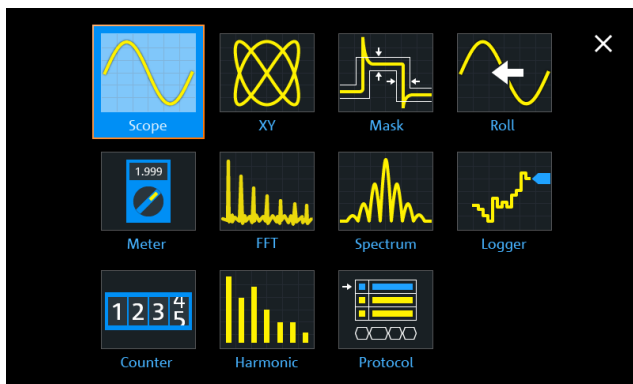 Scope XY Mask Roll
1.999
Meter FFT Spectrum Logger
1 2 3 4 5
Counter Harmonic Protocol